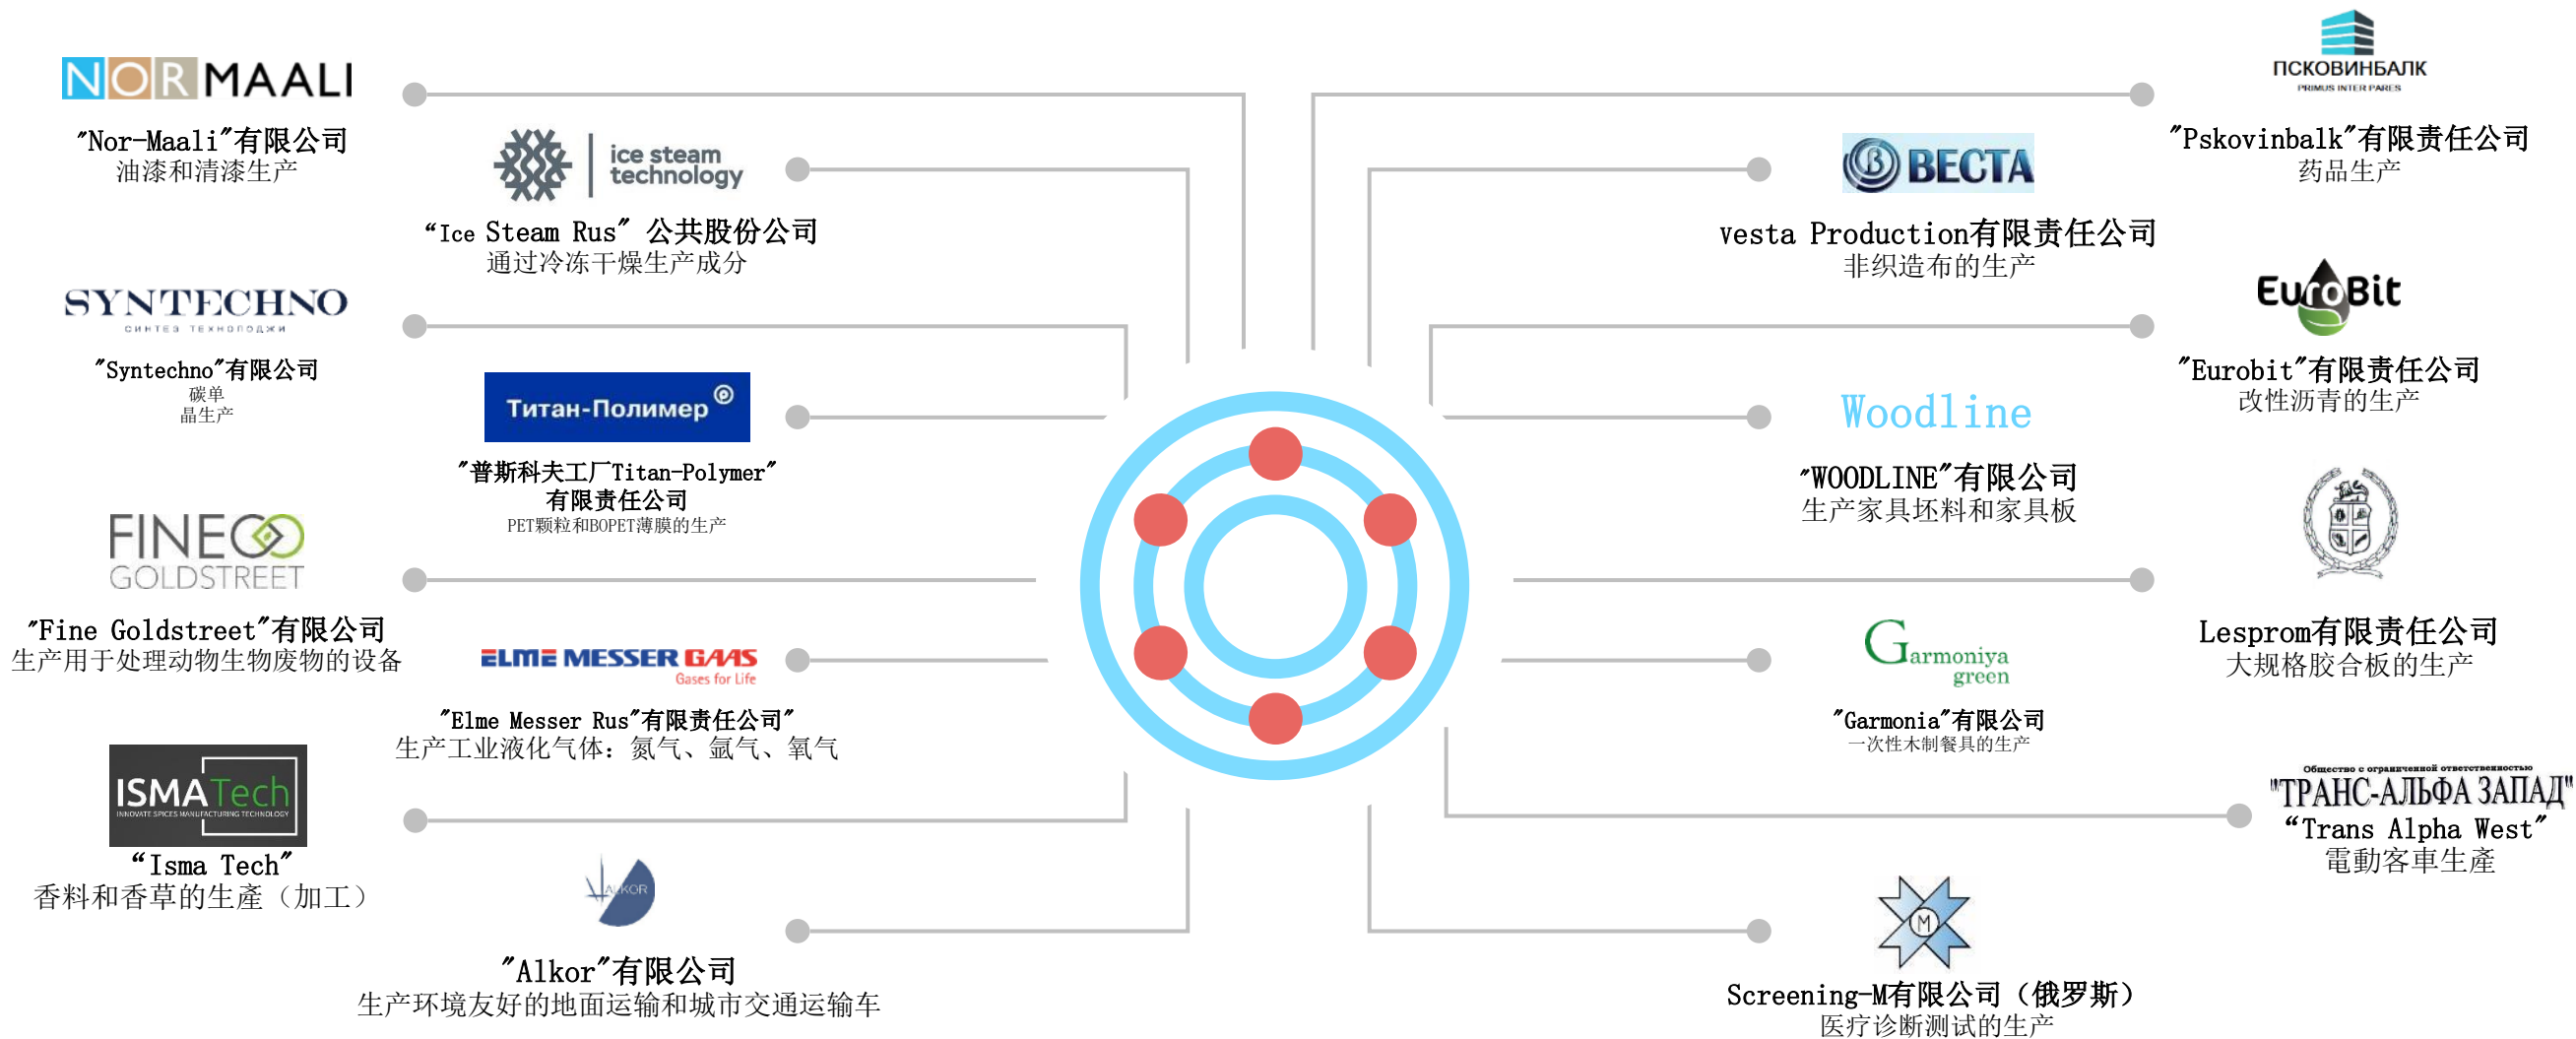 NOR MAALI
"Nor-Maali"有限公司
油漆和清漆生产
ice steam
technology
“Ice Steam Rus" 公共股份公司
通过冷冻干燥生产成分
SYNTECHNO
СИНТЕЗ ТЕХНОЛОДЖИ
"Syntechno"有限公司
碳单
晶生产
Титан-Полимер
"普斯科夫工厂Titan-Polymer"
有限责任公司
PET颗粒和BOPET薄膜的生产
FINE
GOLDSTREET
"Fine Goldstreet"有限公司
生产用于处理动物生物废物的设备
ELME MESSER GAAS
Gases for Life
"Elme Messer Rus"有限责任公司"
生产工业液化气体：氮气、氩气、氧气
ISMATech
INNOVATE SPICES MANUFACTURING TECHNOLOGY
“Isma Tech"
香料和香草的生產（加工）
ALKOR
"Alkor"有限公司
生产环境友好的地面运输和城市交通运输车
ПСКОВИНБАЛК
PRIMUS INTER PARES
"Pskovinbalk"有限责任公司
药品生产
ВЕСТА
vesta Production有限责任公司
非织造布的生产
EuroBit
"Eurobit"有限责任公司
改性沥青的生产
Woodline
"WOODLINE"有限公司
生产家具坯料和家具板
Lesprom有限责任公司
大规格胶合板的生产
Garmoniya
green
"Garmonia"有限公司
一次性木制餐具的生产
Общество с ограниченной ответственностью
"ТРАНС-АЛЬФА ЗАПАД"
“Trans Alpha West"
電動客車生產
M
Screening-M有限公司（俄罗斯）
医疗诊断测试的生产